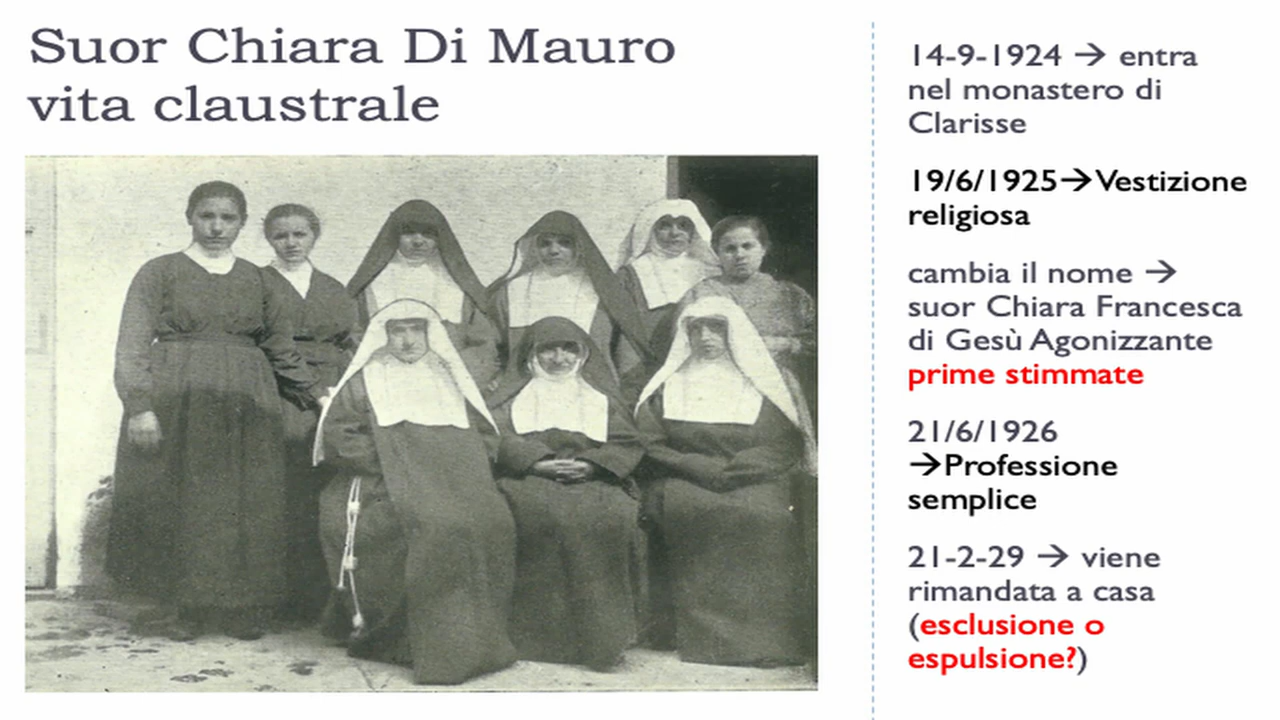 Suor Chiara Di Mauro
vita claustrale
14-9-1924 → entra
nel monastero di
Clarisse
19/6/1925→Vestizione
religiosa
cambia il nome →
suor Chiara Francesca
di Gesù Agonizzante
prime stimmate
21/6/1926
→Professione
semplice
21-2-29 → viene
rimandata a casa
(esclusione o
espulsione?)